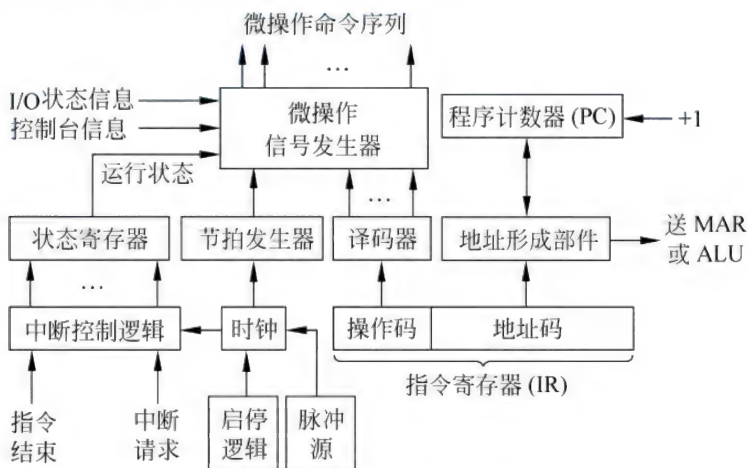 微操作命令序列
…
I/O状态信息
控制台信息
微操作
信号发生器
程序计数器(PC)
+1
运行状态
…
状态寄存器
节拍发生器
译码器
地址形成部件
送 MAR
或 ALU
…
中断控制逻辑
时钟
操作码
地址码
指令寄存器(IR)
指令
结束
中断
请求
启停
逻辑
脉冲
源